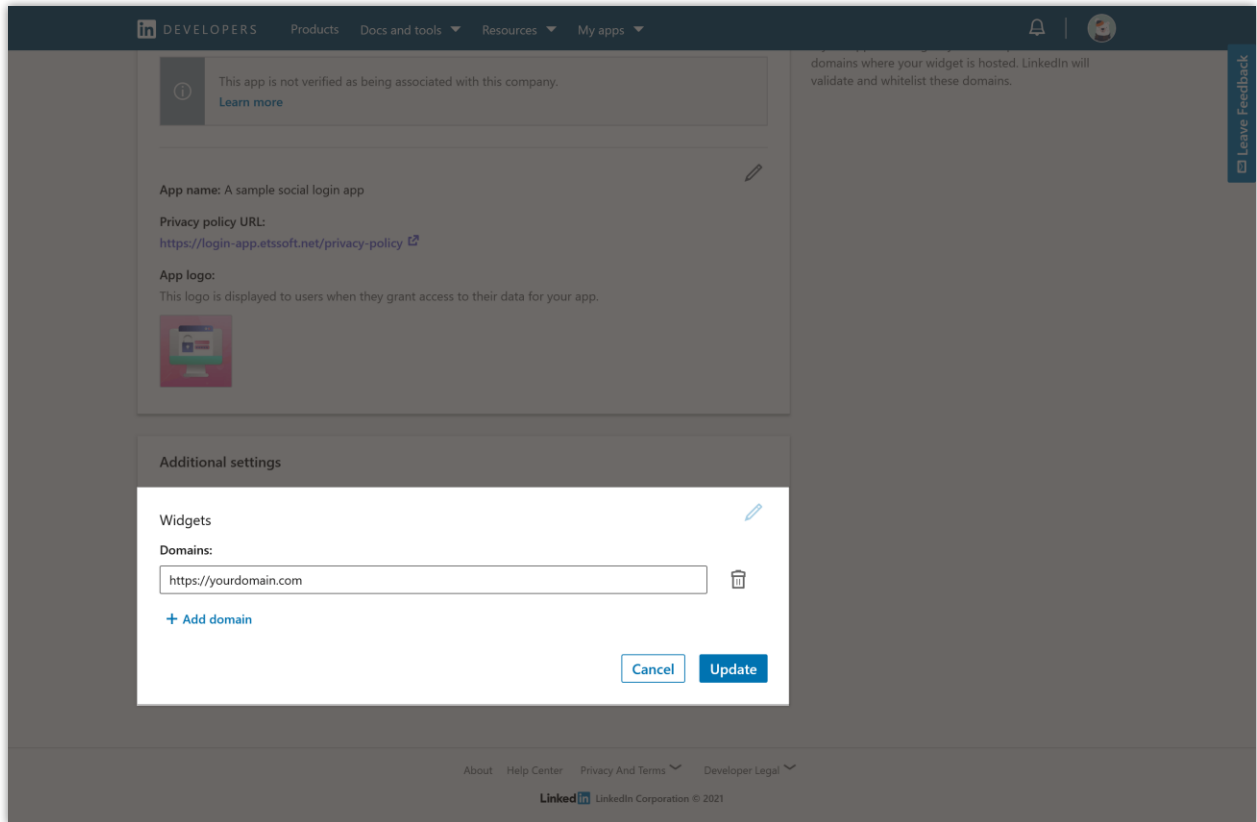 in DEVELOPERS Products Docs and tools Resources My apps
domains where your widget is hosted. LinkedIn will
validate and whitelist these domains.
Leave Feedback
This app is not verified as being associated with this company.
Learn more
App name: A sample social login app
Privacy policy URL:
https://login-app.etssoft.net/privacy-policy
App logo:
This logo is displayed to users when they grant access to their data for your app.
Additional settings
Widgets
Domains:
https://yourdomain.com
+ Add domain
Cancel Update
About Help Center Privacy And Terms Developer Legal
Linked in LinkedIn Corporation © 2021